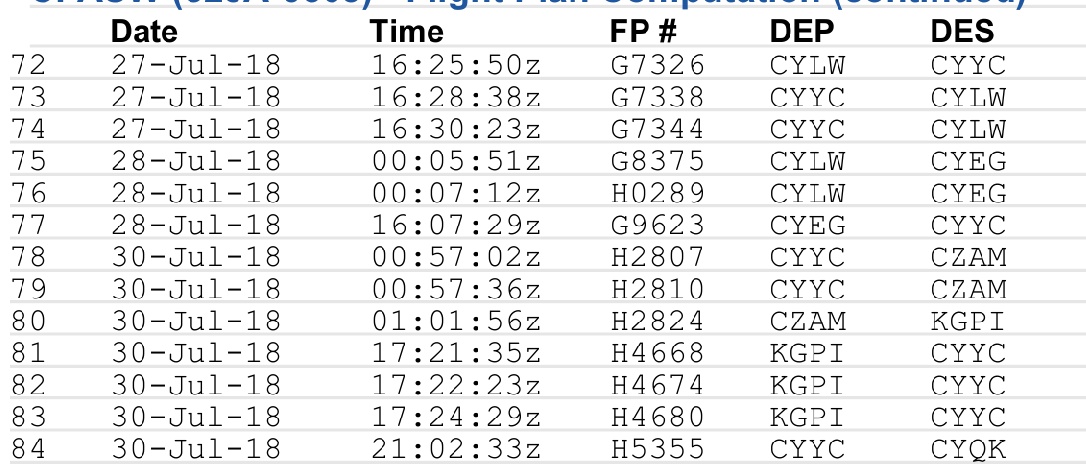 Flight Plan Computation (continued)
Date Time FP # DEP DES
72 27-Jul-18 16:25:50z G7326 CYLW CYYC
73 27-Jul-18 16:28:38z G7338 CYYC CYLW
74 27-Jul-18 16:30:23z G7344 CYYC CYLW
75 28-Jul-18 00:05:51z G8375 CYLW CYEG
76 28-Jul-18 00:07:12z H0289 CYLW CYEG
77 28-Jul-18 16:07:29z G9623 CYEG CYYC
78 30-Jul-18 00:57:02z H2807 CYYC CZAM
79 30-Jul-18 00:57:36z H2810 CYYC CZAM
80 30-Jul-18 01:01:56z H2824 CZAM KGPI
81 30-Jul-18 17:21:35z H4668 KGPI CYYC
82 30-Jul-18 17:22:23z H4674 KGPI CYYC
83 30-Jul-18 17:24:29z H4680 KGPI CYYC
84 30-Jul-18 21:02:33z H5355 CYYC CYQK